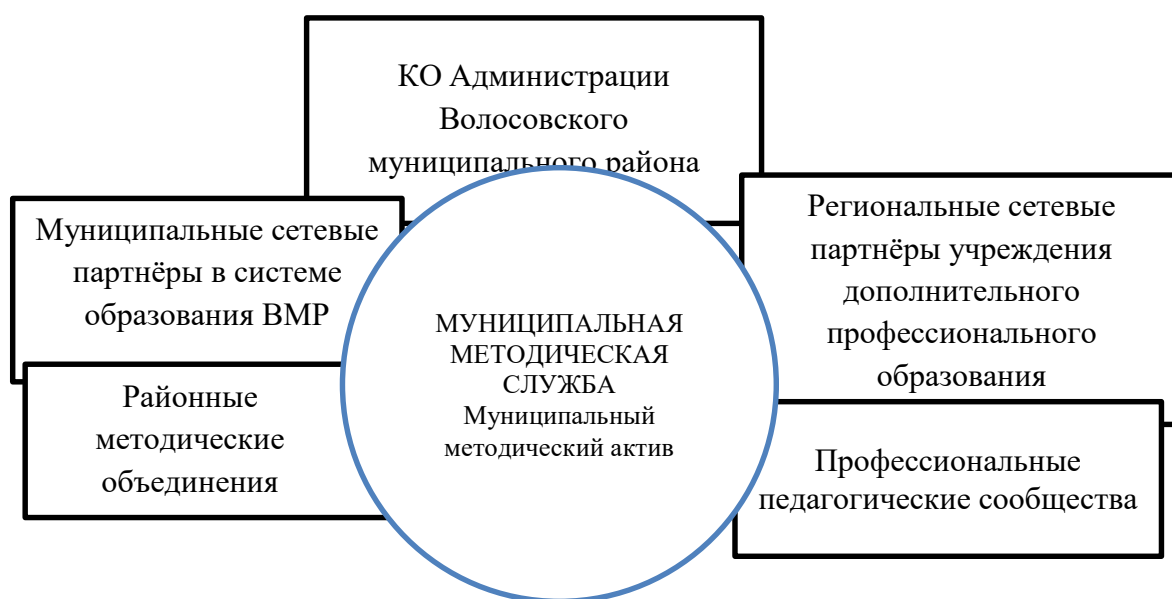 КО Администрации
Волосовского
муниципального района
Муниципальные сетевые
партнёры в системе
образования ВМР
Региональные сетевые
партнёры учреждения
дополнительного
профессионального
образования
МУНИЦИПАЛЬНАЯ
МЕТОДИЧЕСКАЯ
СЛУЖБА
Муниципальный
методический актив
Районные
методические
объединения
Профессиональные
педагогические сообщества